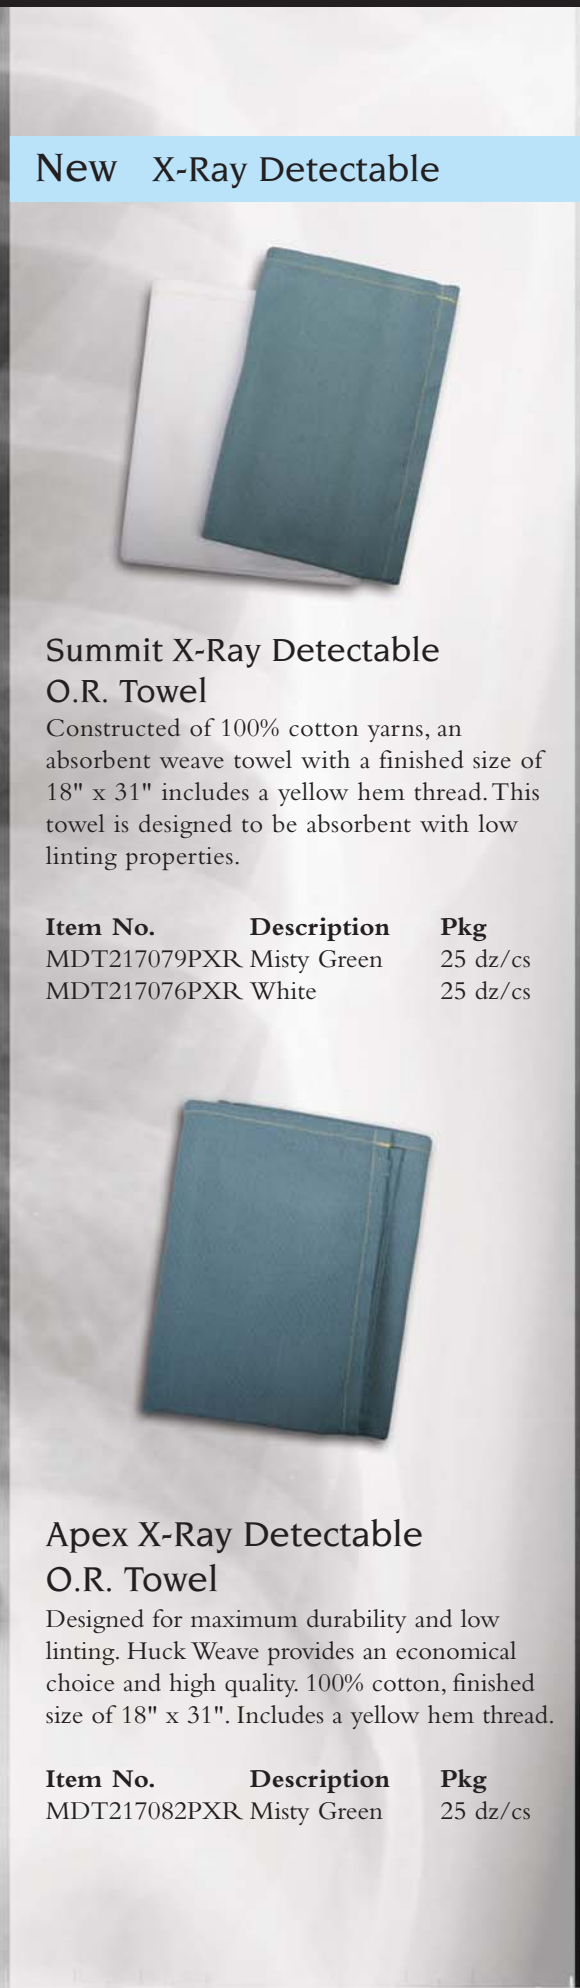 New X-Ray Detectable
Summit X-Ray Detectable
O.R. Towel
Constructed of 100% cotton yarns, an
absorbent weave towel with a finished size of
18" x 31" includes a yellow hem thread. This
towel is designed to be absorbent with low
linting properties.
Item No. Description Pkg
MDT217079PXR Misty Green 25 dz/cs
MDT217076PXR White 25 dz/cs
Apex X-Ray Detectable
O.R. Towel
Designed for maximum durability and low
linting. Huck Weave provides an economical
choice and high quality. 100% cotton, finished
size of 18" x 31". Includes a yellow hem thread.
Item No. Description Pkg
MDT217082PXR Misty Green 25 dz/cs